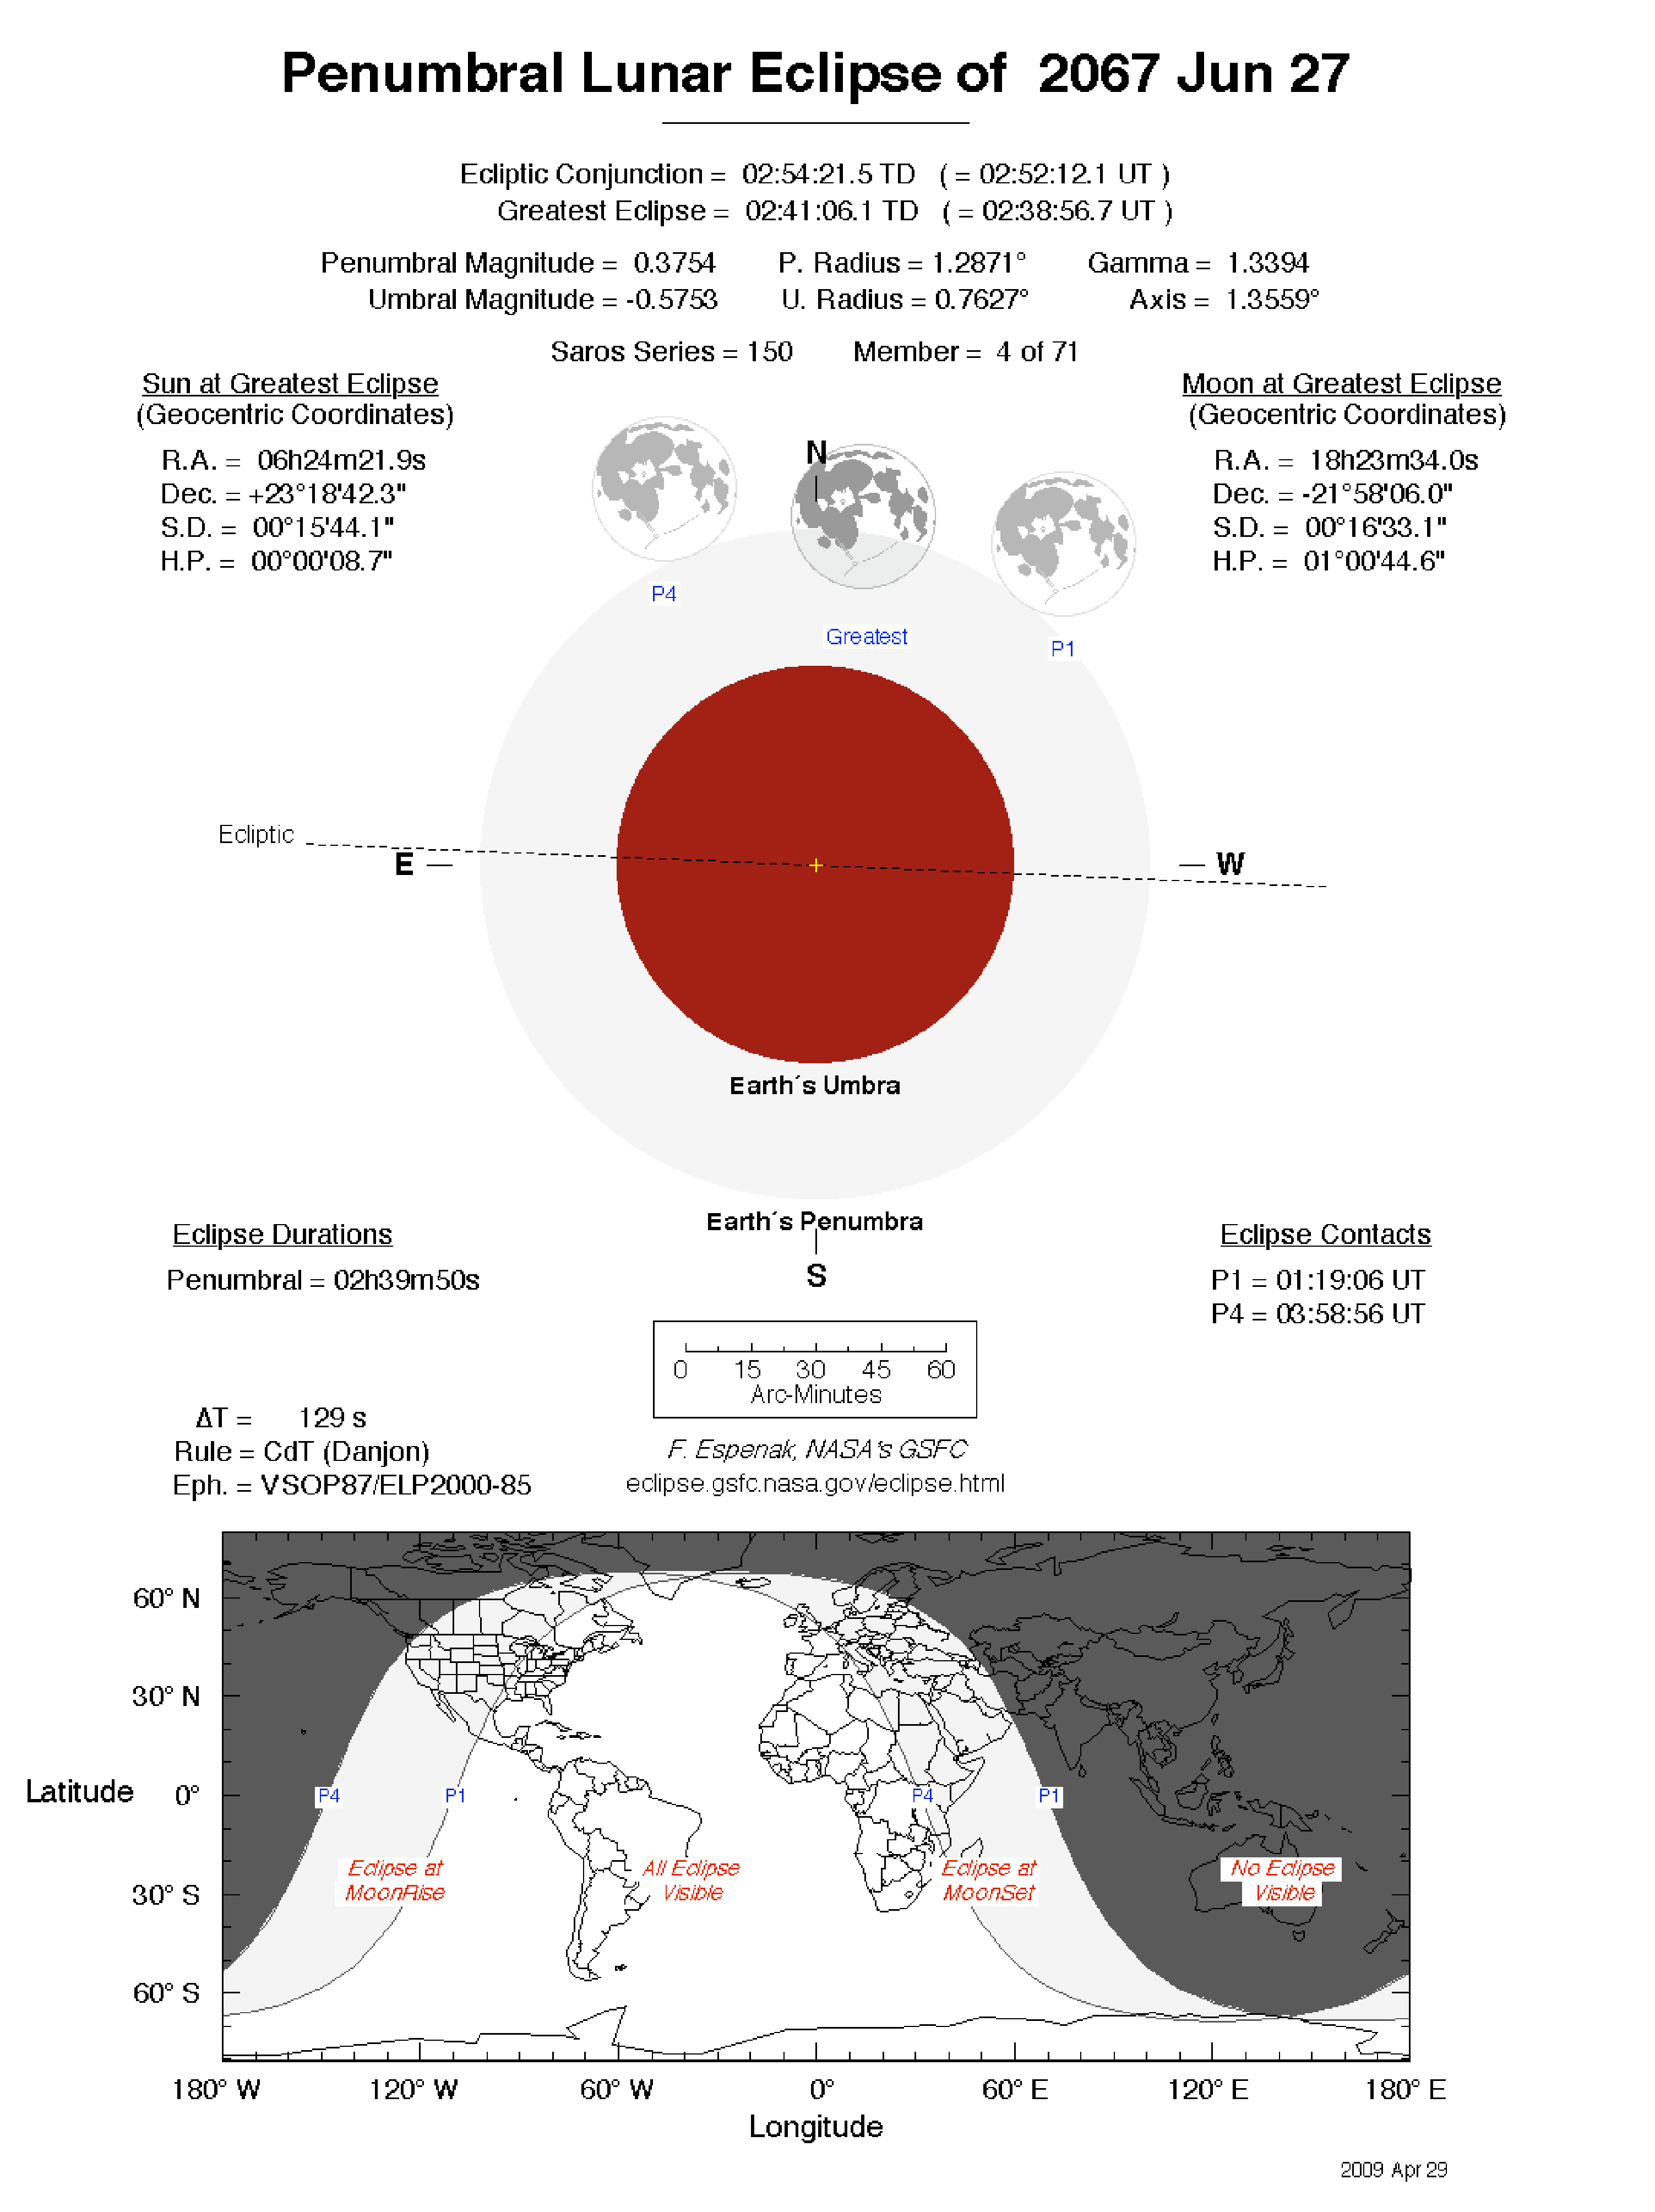 Penumbral Lunar Eclipse of 2067 Jun 27
Ecliptic Conjunction = 02:54:21.5 TD ( = 02:52:12.1 UT )
Greatest Eclipse = 02:41:06.1 TD ( = 02:38:56.7 UT )
Penumbral Magnitude = 0.3754 P. Radius = 1.2871° Gamma = 1.3394
Umbral Magnitude = -0.5753 U. Radius = 0.7627° Axis = 1.3559°
Saros Series = 150 Member = 4 of 71
Sun at Greatest Eclipse
(Geocentric Coordinates)
R.A. = 06h24m21.9s
Dec. = +23°18'42.3"
S.D. = 00°15'44.1"
H.P. = 00°00'08.7"
Moon at Greatest Eclipse
(Geocentric Coordinates)
R.A. = 18h23m34.0s
Dec. = -21°58'06.0"
S.D. = 00°16'33.1"
H.P. = 01°00'44.6"
N
P4
Greatest
P1
Ecliptic
E
W
Earth´s Umbra
Earth´s Penumbra
S
Eclipse Durations
Penumbral = 02h39m50s
Eclipse Contacts
P1 = 01:19:06 UT
P4 = 03:58:56 UT
0 15 30 45 60
Arc-Minutes
ΔT = 129 s
Rule = CdT (Danjon)
Eph. = VSOP87/ELP2000-85
F. Espenak, NASA's GSFC
eclipse.gsfc.nasa.gov/eclipse.html
60° N
30° N
Latitude 0°
30° S
60° S
P4 P1 P4 P1
Eclipse at
MoonRise
All Eclipse
Visible
Eclipse at
MoonSet
No Eclipse
Visible
180° W 120° W 60° W 0° 60° E 120° E 180° E
Longitude
2009 Apr 29